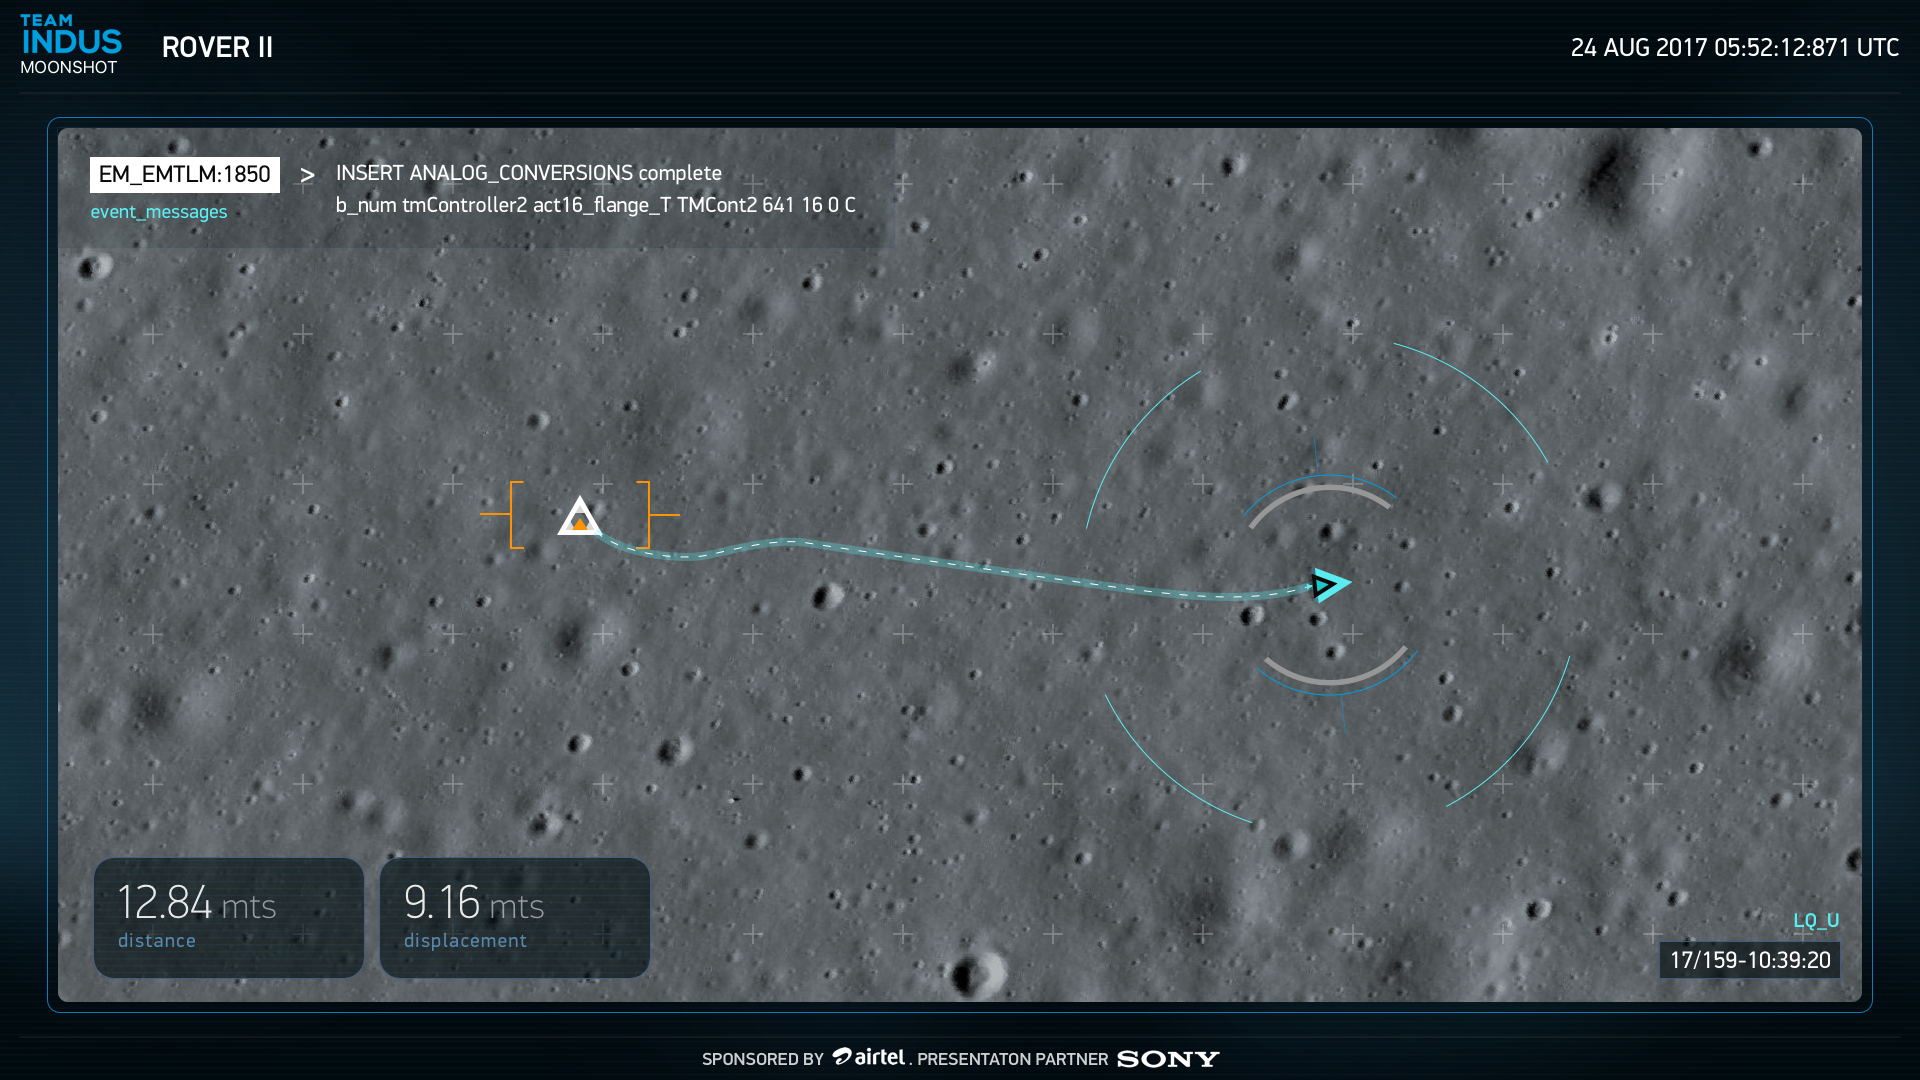 TEAM
INDUS
MOONSHOT
ROVER II
24 AUG 2017 05:52:12:871 UTC
EM_EMTLM:1850 > INSERT ANALOG_CONVERSIONS complete
event_messages b_num tmController2 act16_flange_T TMCont2 641 16 0 C
12.84 mts
distance
9.16 mts
displacement
LQ_U
17/159-10:39:20
SPONSORED BY airtel . PRESENTATON PARTNER SONY